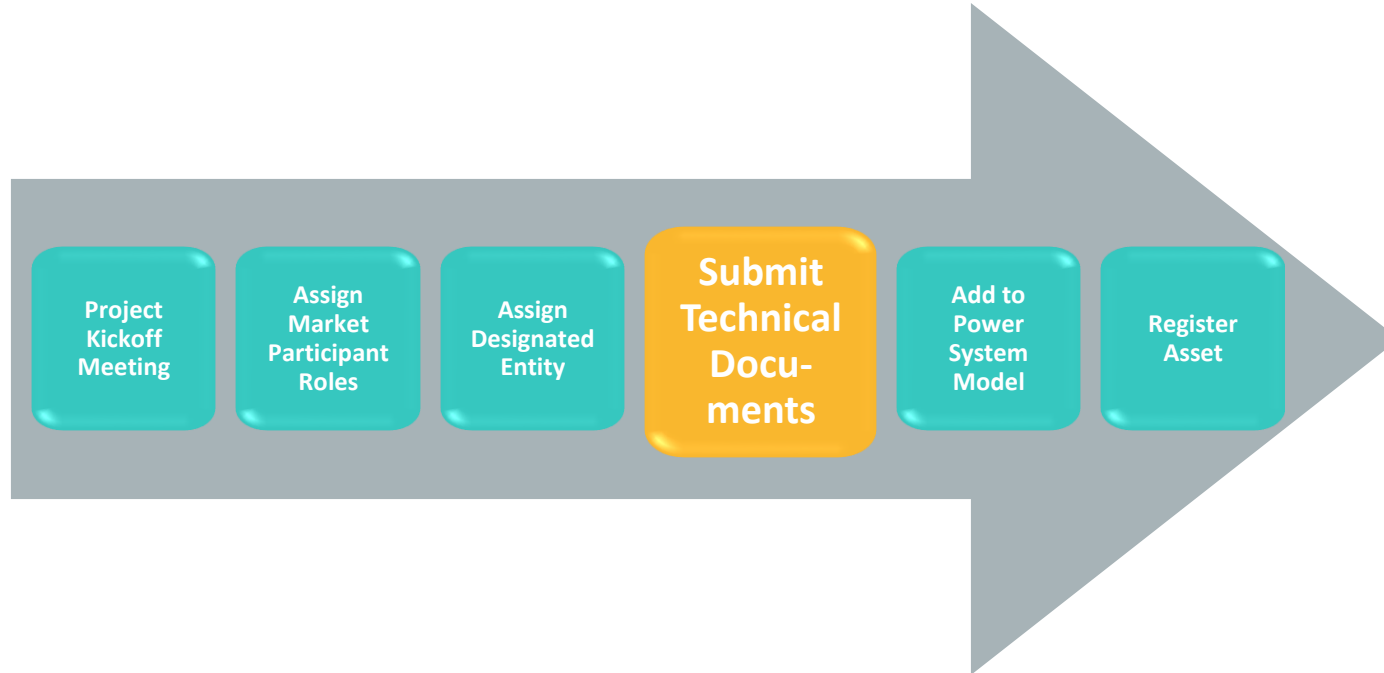 Project
Kickoff
Meeting
Assign
Market
Participant
Roles
Assign
Designated
Entity
Submit
Technical
Docu-
ments
Add to
Power
System
Model
Register
Asset